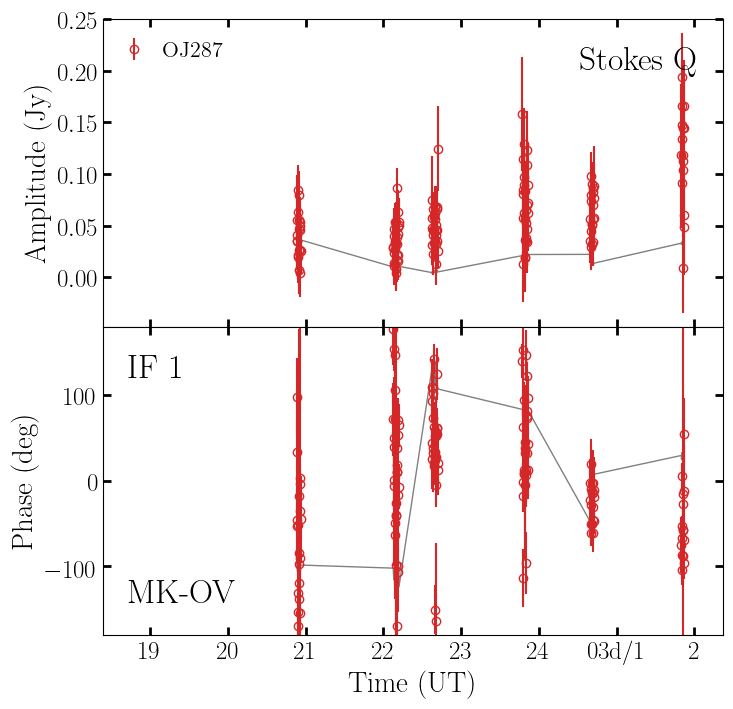 0.25
OJ287
Stokes Q
0.20
0.15
0.10
0.05
0.00
Amplitude (Jy)
IF 1
100
0
−100
Phase (deg)
MK-OV
19 20 21 22 23 24 03d/1 2
Time (UT)